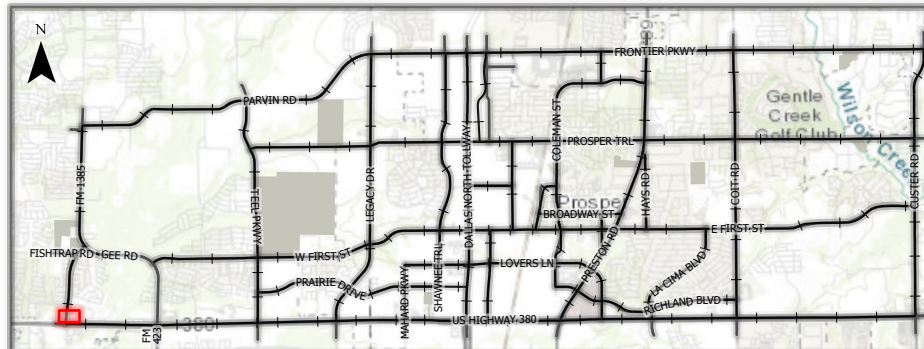 N
FRONTIER PKWY
PARVIN RD
Gentle
Creek
Golf Club
Wilson Creek
FM 1385
TEEL PKWY
LEGACY DR
DALLAS NORTH TOLLWAY
COLEMAN ST
PROSPER TRL
HAYS RD
COIT RD
CUSTER RD
Prosper
BROADWAY ST
E FIRST ST
FISHTRAP RD
GEE RD
W FIRST ST
SHAWNEE TRL
MAHARD PKWY
LOVERS LN
PRESTON RD
LA CIMA BLVD
PRAIRIE DRIVE
RICHLAND BLVD
US HIGHWAY 380
380
FM
423